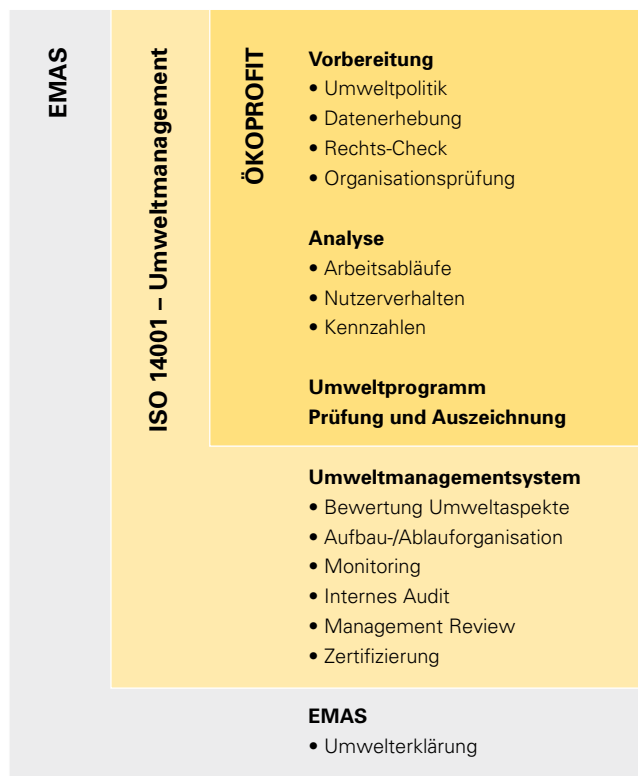 EMAS
ISO 14001 – Umweltmanagement
ÖKOPROFIT
Vorbereitung
• Umweltpolitik
• Datenerhebung
• Rechts-Check
• Organisationsprüfung
Analyse
• Arbeitsabläufe
• Nutzerverhalten
• Kennzahlen
Umweltprogramm
Prüfung und Auszeichnung
Umweltmanagementsystem
• Bewertung Umweltaspekte
• Aufbau-/Ablauforganisation
• Monitoring
• Internes Audit
• Management Review
• Zertifizierung
EMAS
• Umwelterklärung